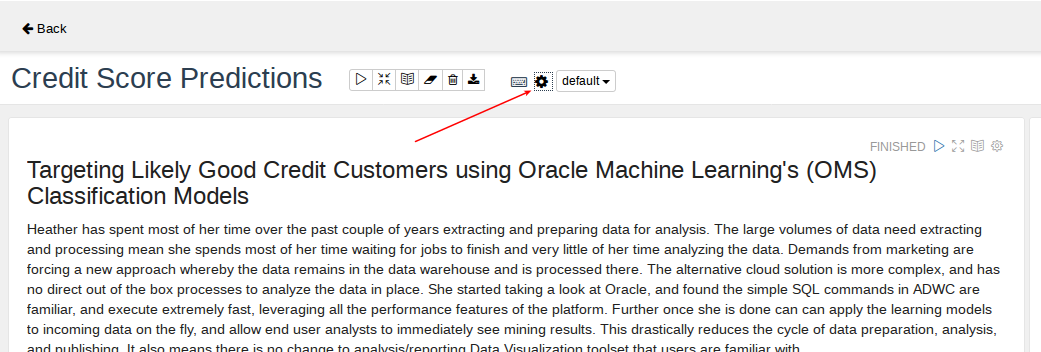 Back
Credit Score Predictions
default
FINISHED
Targeting Likely Good Credit Customers using Oracle Machine Learning's (OMS)
Classification Models
Heather has spent most of her time over the past couple of years extracting and preparing data for analysis. The large volumes of data need extracting
and processing mean she spends most of her time waiting for jobs to finish and very little of her time analyzing the data. Demands from marketing are
forcing a new approach whereby the data remains in the data warehouse and is processed there. The alternative cloud solution is more complex, and has
no direct out of the box processes to analyze the data in place. She started taking a look at Oracle, and found the simple SQL commands in ADWC are
familiar, and execute extremely fast, leveraging all the performance features of the platform. Further once she is done can can apply the learning models
to incoming data on the fly, and allow end user analysts to immediately see mining results. This drastically reduces the cycle of data preparation, analysis,
and publishing. It also means there is no change to analysis/reporting Data Visualization toolset that users are familiar with.